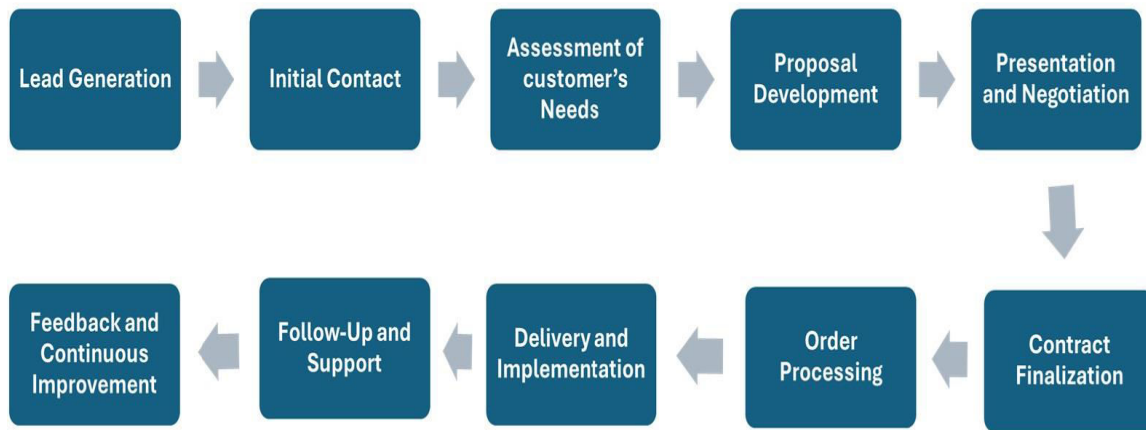 Lead Generation
Initial Contact
Assessment of
customer’s
Needs
Proposal
Development
Presentation
and Negotiation
Contract
Finalization
Order
Processing
Delivery and
Implementation
Follow-Up and
Support
Feedback and
Continuous
Improvement